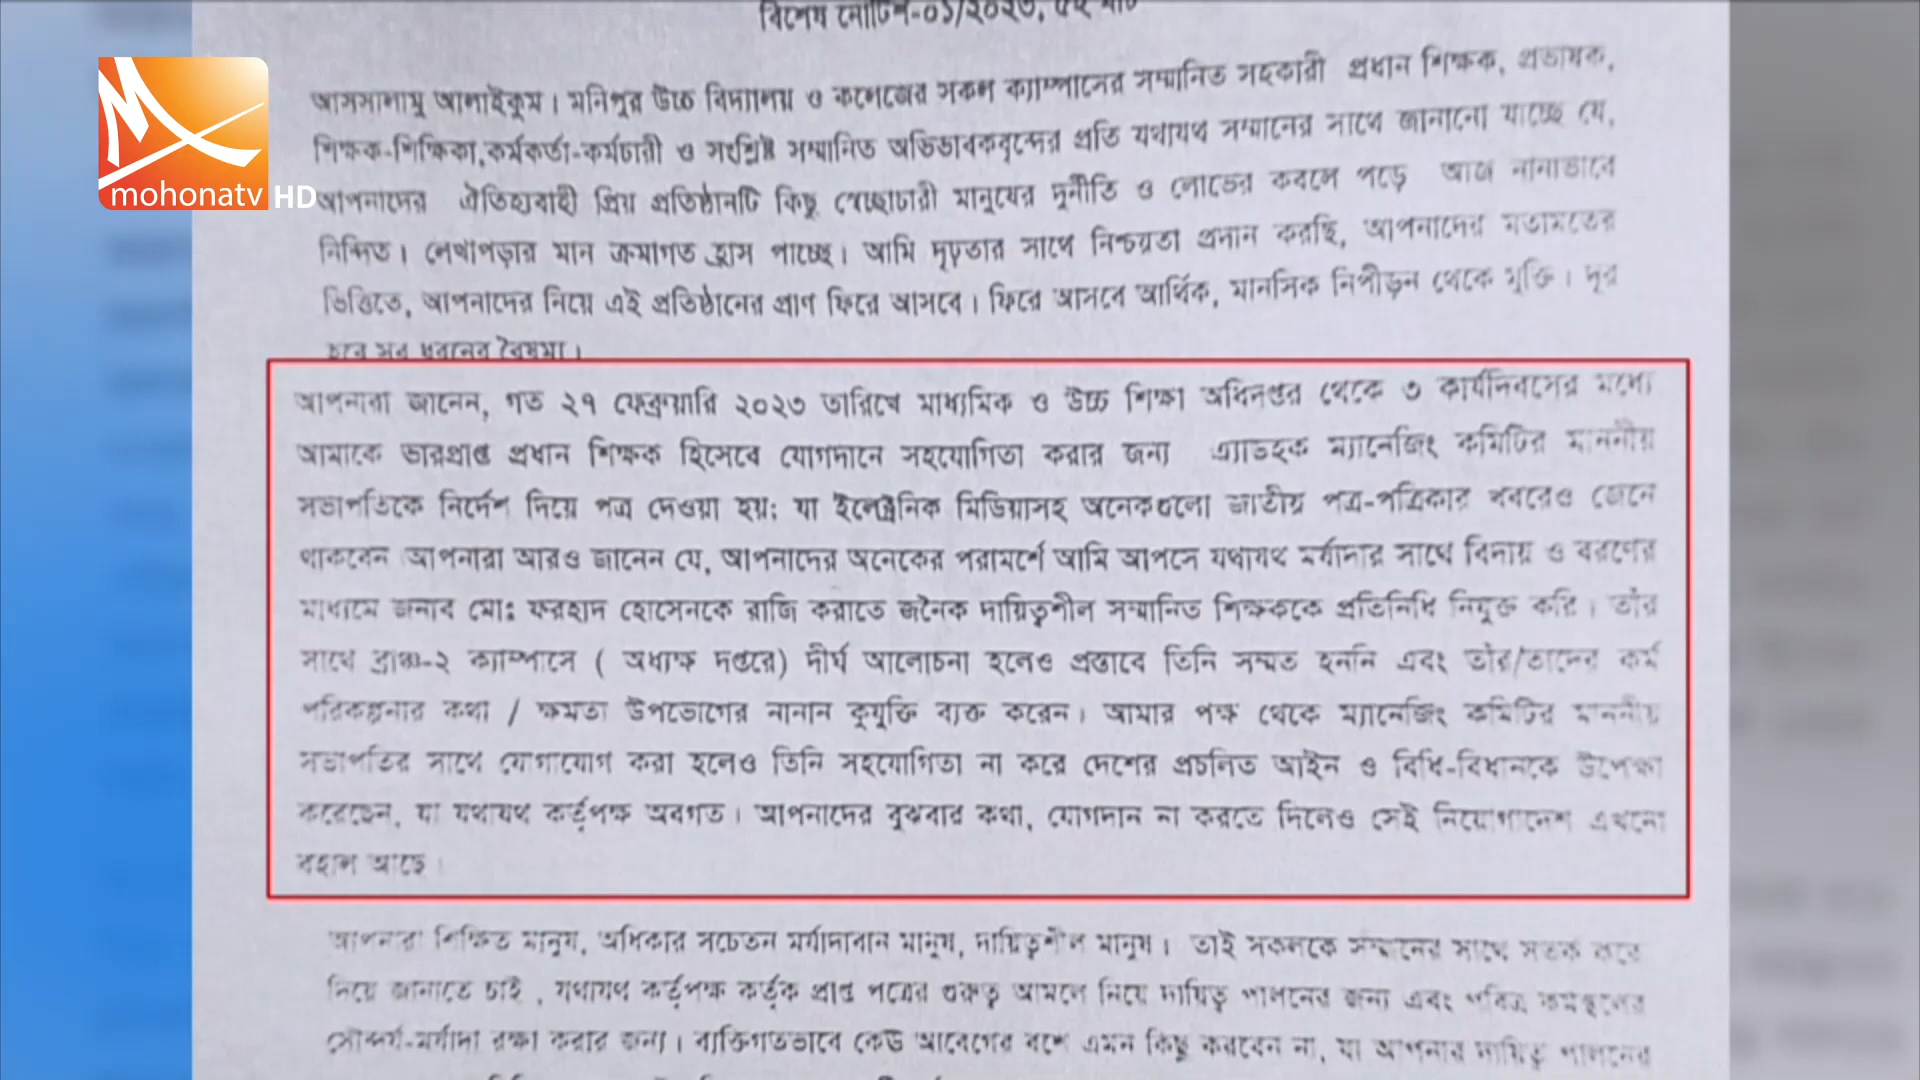 বিশেষ নোটিশ-০১/২০২৩,
mohonatv HD
আসসালামু আলাইকুম। মনিপুর উচ্চ বিদ্যালয় ও কলেজের সকল ক্যাম্পাসের সম্মানিত সহকারী প্রধান শিক্ষক, প্রভাষক,
শিক্ষক-শিক্ষিকা,কর্মকর্তা-কর্মচারী ও সংশ্লিষ্ট সম্মানিত অভিভাবকবৃন্দের প্রতি যথাযথ সম্মানের সাথে জানানো যাচ্ছে যে,
আপনাদের ঐতিহ্যবাহী প্রিয় প্রতিষ্ঠানটি কিছু স্বেচ্ছাচারী মানুষের দুর্নীতি ও লোভের কবলে পড়ে আজ নানাভাবে
নিন্দিত। লেখাপড়ার মান ক্রমাগত হ্রাস পাচ্ছে। আমি দৃঢ়তার সাথে নিশ্চয়তা প্রদান করছি, আপনাদের মতামতের
ভিত্তিতে, আপনাদের নিয়ে এই প্রতিষ্ঠানের প্রাণ ফিরে আসবে। ফিরে আসবে আর্থিক, মানসিক নিপীড়ন থেকে মুক্তি। দূর
হবে সব ধরনের বৈষম্য।
আপনারা জানেন, গত ২৭ ফেব্রুয়ারি ২০২৩ তারিখে মাধ্যমিক ও উচ্চ শিক্ষা অধিদপ্তর থেকে ৩ কার্যদিবসের মধ্যে
আমাকে ভারপ্রাপ্ত প্রধান শিক্ষক হিসেবে যোগদানে সহযোগিতা করার জন্য এ্যাডহক ম্যানেজিং কমিটির মাননীয়
সভাপতিকে নির্দেশ দিয়ে পত্র দেওয়া হয়; যা ইলেক্ট্রনিক মিডিয়াসহ অনেকগুলো জাতীয় পত্র-পত্রিকার খবরেও জেনে
থাকবেন আপনারা আরও জানেন যে, আপনাদের অনেকের পরামর্শে আমি আপসে যথাযথ মর্যাদার সাথে বিদায় ও বরণের
মাধ্যমে জনাব মোঃ ফরহাদ হোসেনকে রাজি করাতে জনৈক দায়িত্বশীল সম্মানিত শিক্ষককে প্রতিনিধি নিযুক্ত করি। তাঁর
সাথে ব্রাঞ্চ-২ ক্যাম্পাসে ( অধ্যক্ষ দপ্তরে) দীর্ঘ আলোচনা হলেও প্রস্তাবে তিনি সম্মত হননি এবং তাঁর/তাদের কর্ম
পরিকল্পনার কথা / ক্ষমতা উপভোগের নানান কুযুক্তি ব্যক্ত করেন। আমার পক্ষ থেকে ম্যানেজিং কমিটির মাননীয়
সভাপতির সাথে যোগাযোগ করা হলেও তিনি সহযোগিতা না করে দেশের প্রচলিত আইন ও বিধি-বিধানকে উপেক্ষা
করেছেন, যা যথাযথ কর্তৃপক্ষ অবগত। আপনাদের বুঝবার কথা, যোগদান না করতে দিলেও সেই নিয়োগাদেশ এখনো
বহাল আছে।
আপনারা শিক্ষিত মানুষ, অধিকার সচেতন মর্যাদাবান মানুষ, দায়িত্বশীল মানুষ। তাই সকলকে সম্মানের সাথে সতর্ক করে
দিয়ে জানাতে চাই, যথাযথ কর্তৃপক্ষ কর্তৃক প্রাপ্ত পত্রের গুরুত্ব আমলে নিয়ে দায়িত্ব পালনের জন্য এবং পবিত্র কর্মস্থলের
সৌন্দর্য-মর্যাদা রক্ষা করার জন্য। ব্যক্তিগতভাবে কেউ আবেগের বশে এমন কিছু করবেন না, যা আপনার দায়িত্ব পালনের